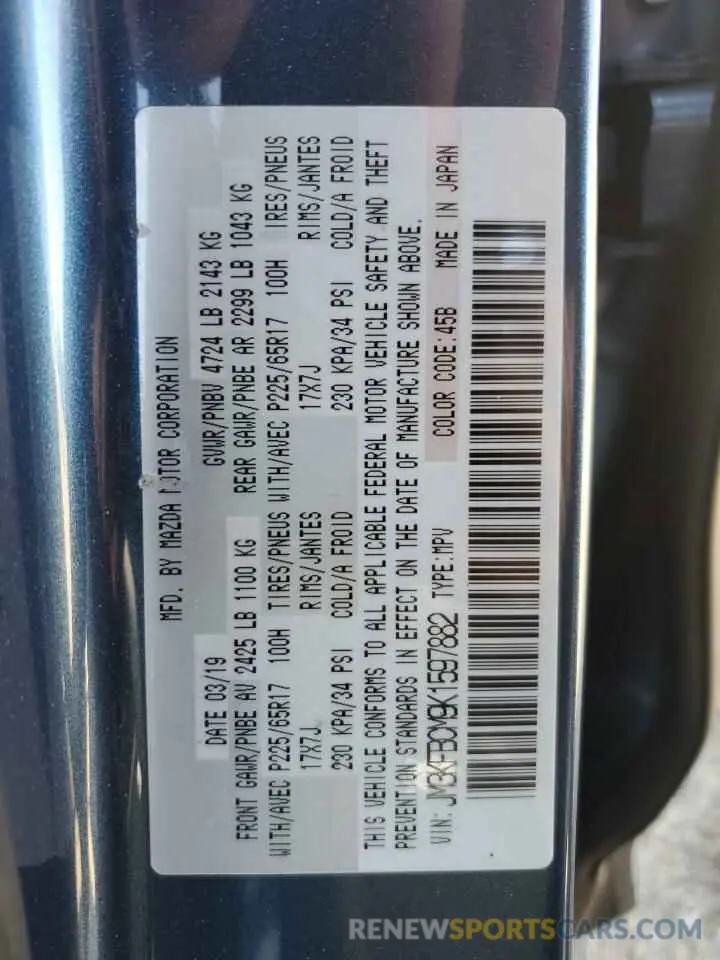 MFD. BY MAZDA MOTOR CORPORATION
DATE 03/19 GVWR/PNBV 4724 LB 2143 KG
FRONT GAWR/PNBE AV 2425 LB 1100 KG REAR GAWR/PNBE AR 2299 LB 1043 KG
WITH/AVEC P225/65R17 100H TIRES/PNEUS WITH/AVEC P225/65R17 100H IRES/PNEUS
17X7J RIMS/JANTES 17X7J RIMS/JANTES
230 KPA/34 PSI COLD/A FROID 230 KPA/34 PSI COLD/A FROID
THIS VEHICLE CONFORMS TO ALL APPLICABLE FEDERAL MOTOR VEHICLE SAFETY AND THEFT
PREVENTION STANDARDS IN EFFECT ON THE DATE OF MANUFACTURE SHOWN ABOVE.
VIN: JM3KFBCM9K1597882 TYPE:MPV COLOR CODE:45B MADE IN JAPAN
RENEWSPORTSCARS.COM